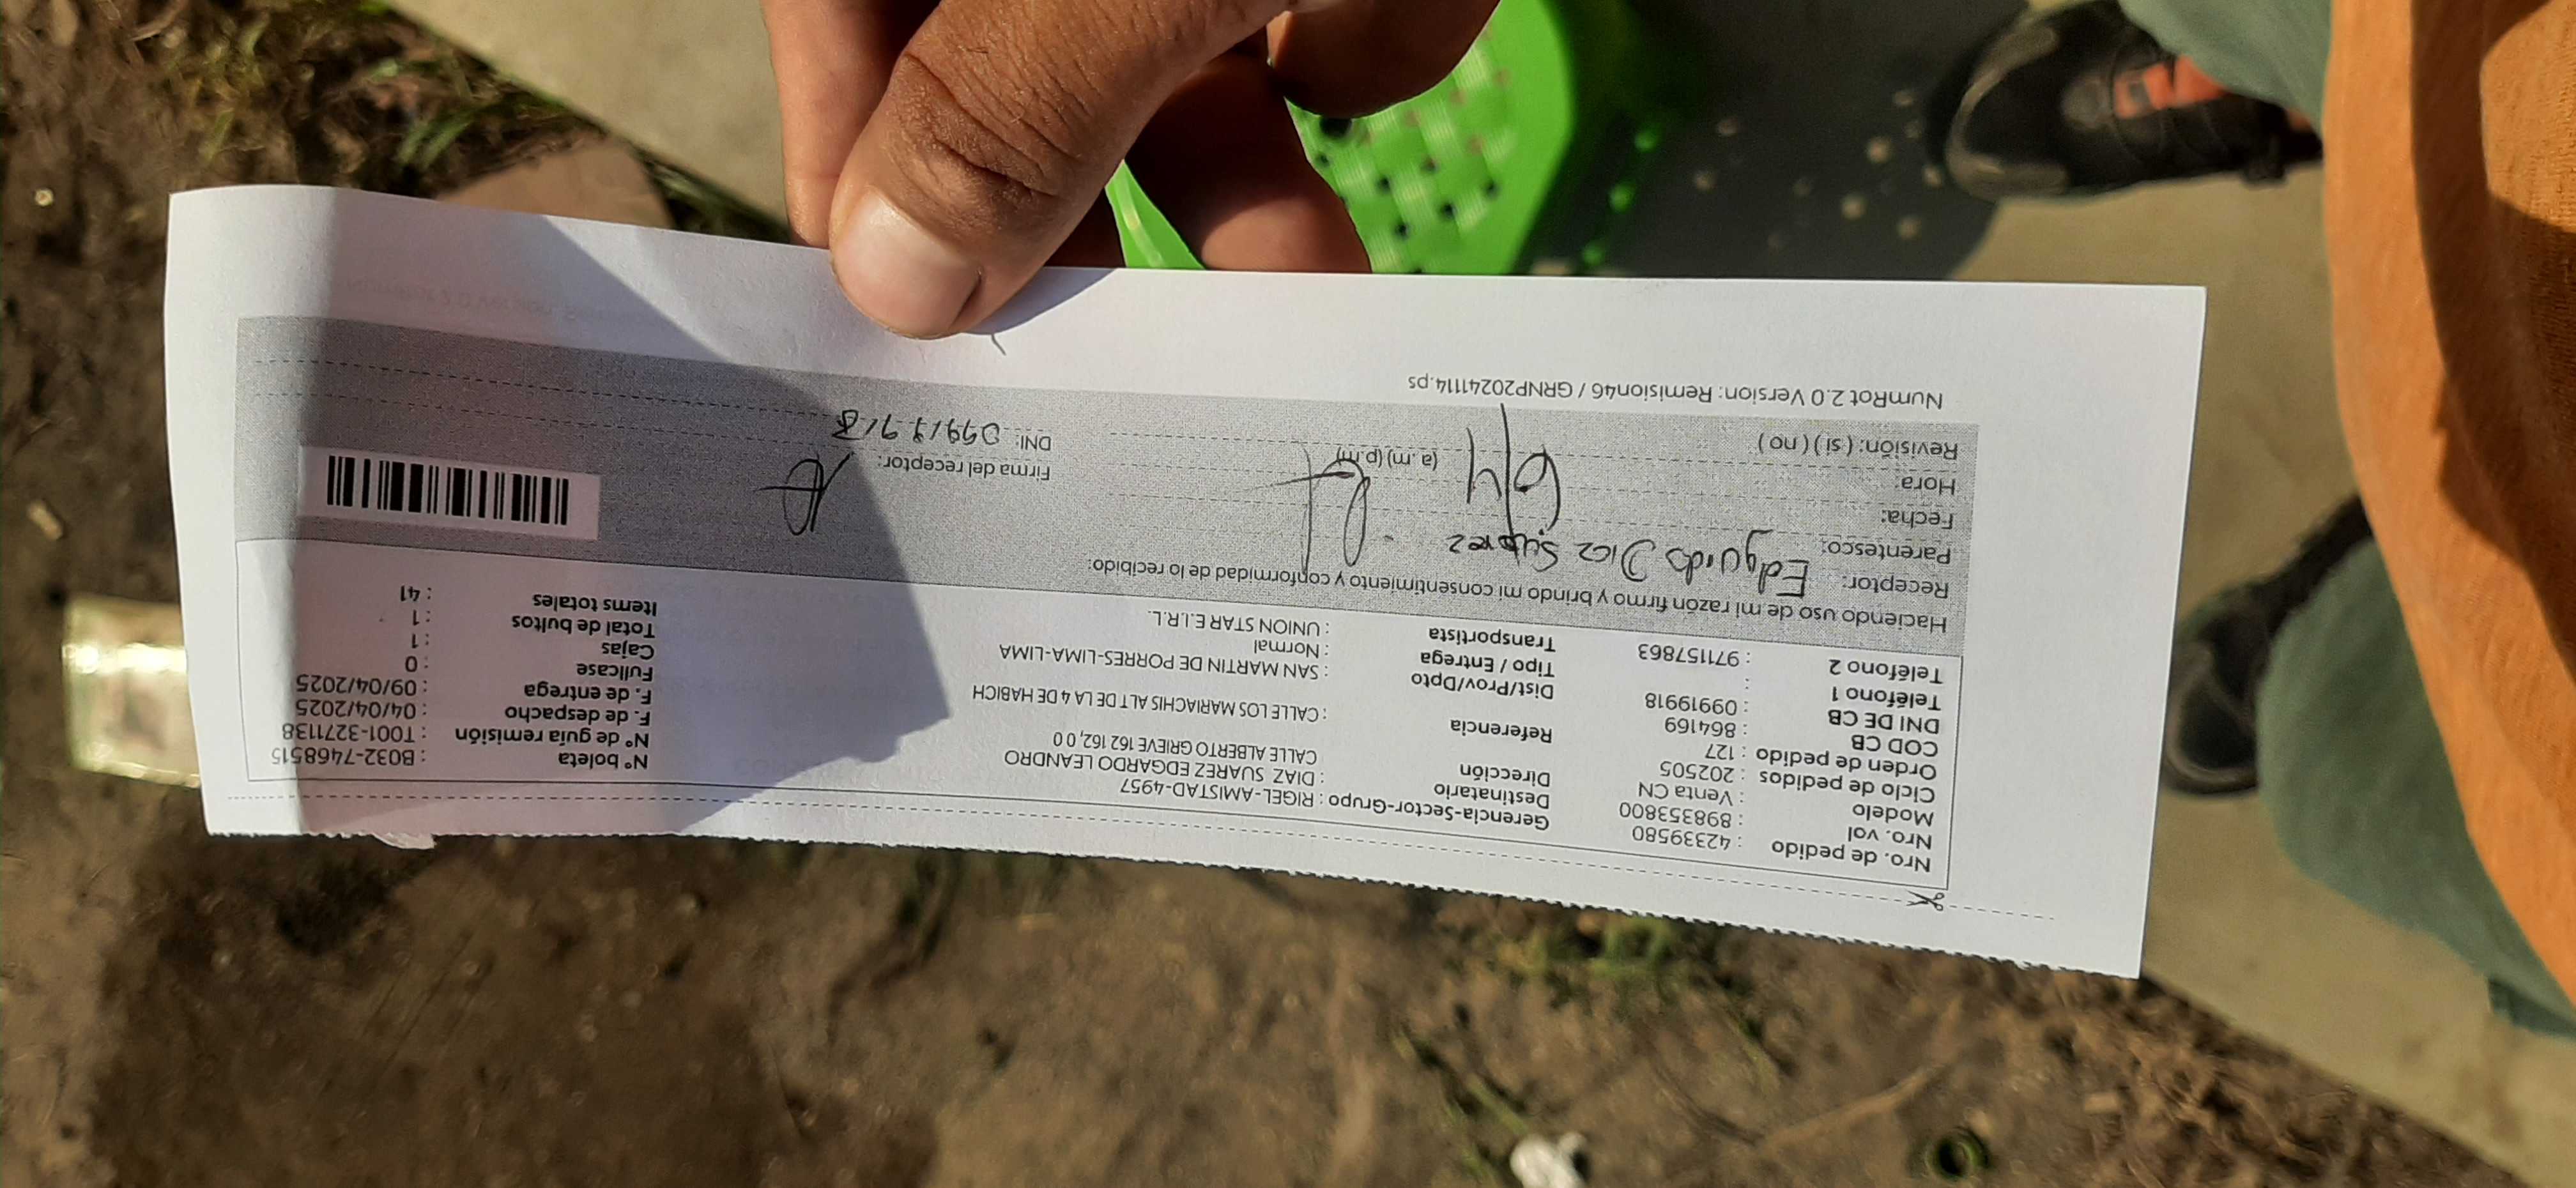 Nro. de pedido : 42339580
Nro. val : 898353800
Modelo : Venta CN
Ciclo de pedidos : 202505
Orden de pedido : 127
COD CB : 864169
DNI DE CB : 09919918
Teléfono 1 :
Teléfono 2 : 971157863
Gerencia-Sector-Grupo : RIGEL-AMISTAD-4957
Destinatario : DIAZ SUAREZ EDGARDO LEANDRO
Dirección CALLE ALBERTO GRIEVE 162 162, 0 0
Referencia : CALLE LOS MARIACHIS ALT DE LA 4 DE HABICH
Dist/Prov/Dpto : SAN MARTIN DE PORRES-LIMA-LIMA
Tipo / Entrega : Normal
Transportista : UNION STAR E.I.R.L.
N° boleta : B032-7468515
N° de guía remisión : T001-3271138
F. de despacho : 04/04/2025
F. de entrega : 09/04/2025
Fullcase : 0
Cajas : 1
Total de bultos : 1
Items totales : 41
Haciendo uso de mi razón firmo y brindo mi consentimiento y conformidad de lo recibido:
Receptor: Edgardo Diaz Suarez
Parentesco:
Fecha: 6/4
Hora: (a.m) (p.m)
Revisión: ( si ) ( no )
Firma del receptor:
DNI:
NumRot 2.0 Version: Remision46 / GRNP20241114.ps